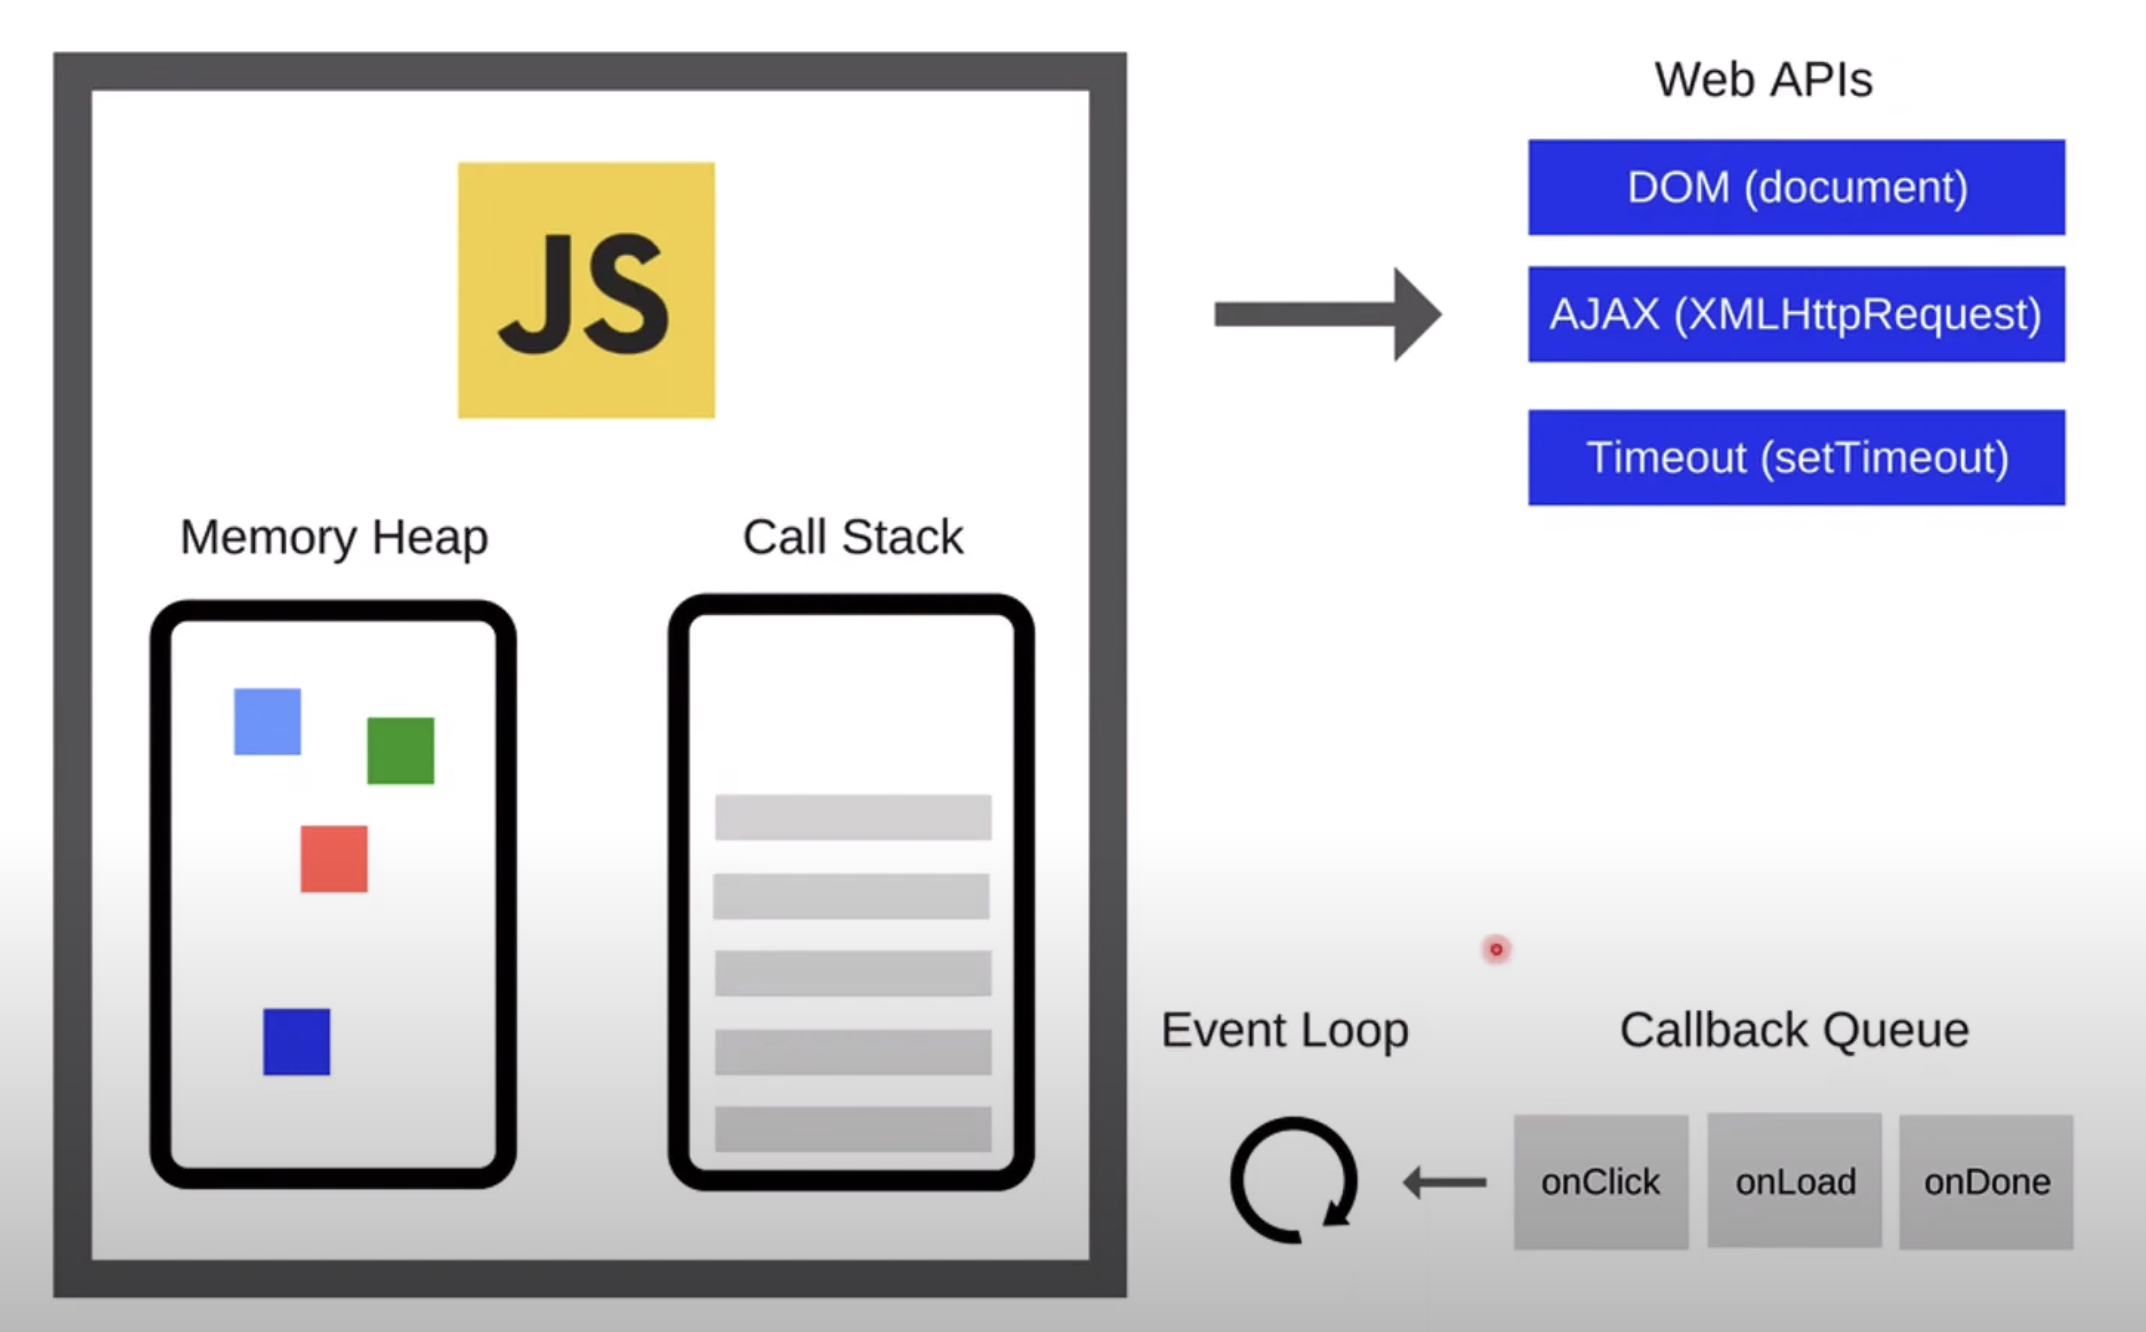 JS
Memory Heap
Call Stack
Web APIs
DOM (document)
AJAX (XMLHttpRequest)
Timeout (setTimeout)
Event Loop
Callback Queue
onClick
onLoad
onDone